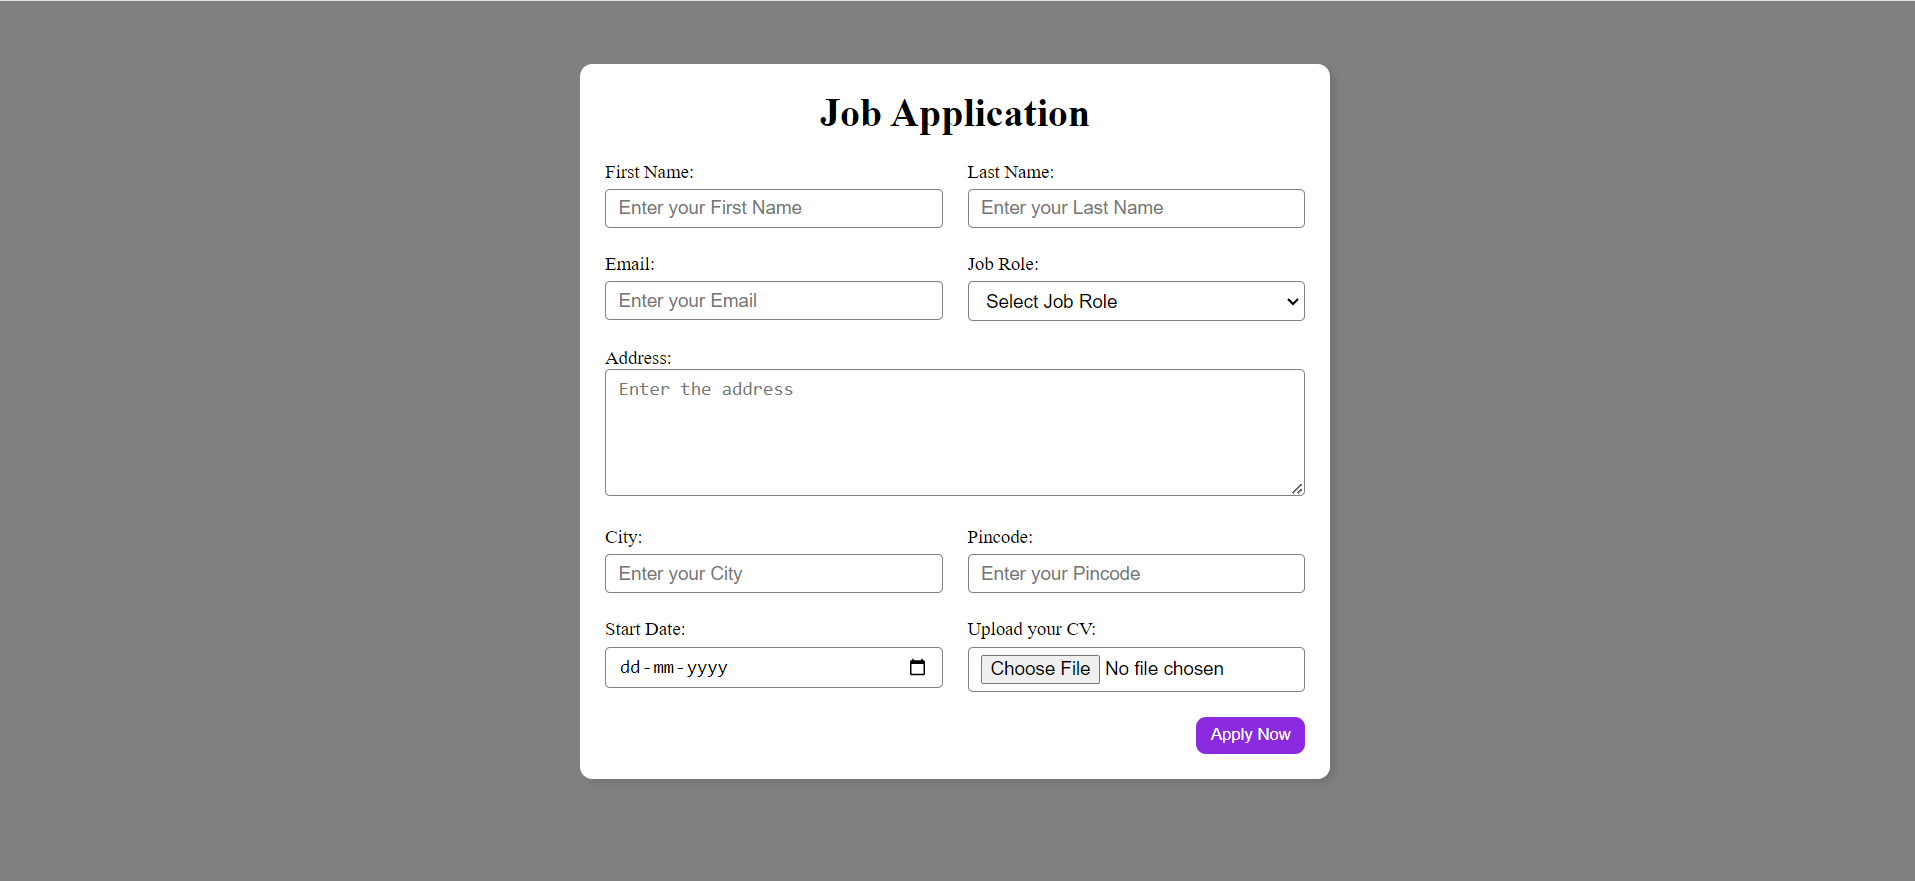 Job Application
First Name:
Last Name:
Enter your First Name
Enter your Last Name
Email:
Job Role:
Enter your Email
Select Job Role
Address:
Enter the address
City:
Pincode:
Enter your City
Enter your Pincode
Start Date:
Upload your CV:
dd-mm-yyyy
Choose File No file chosen
Apply Now